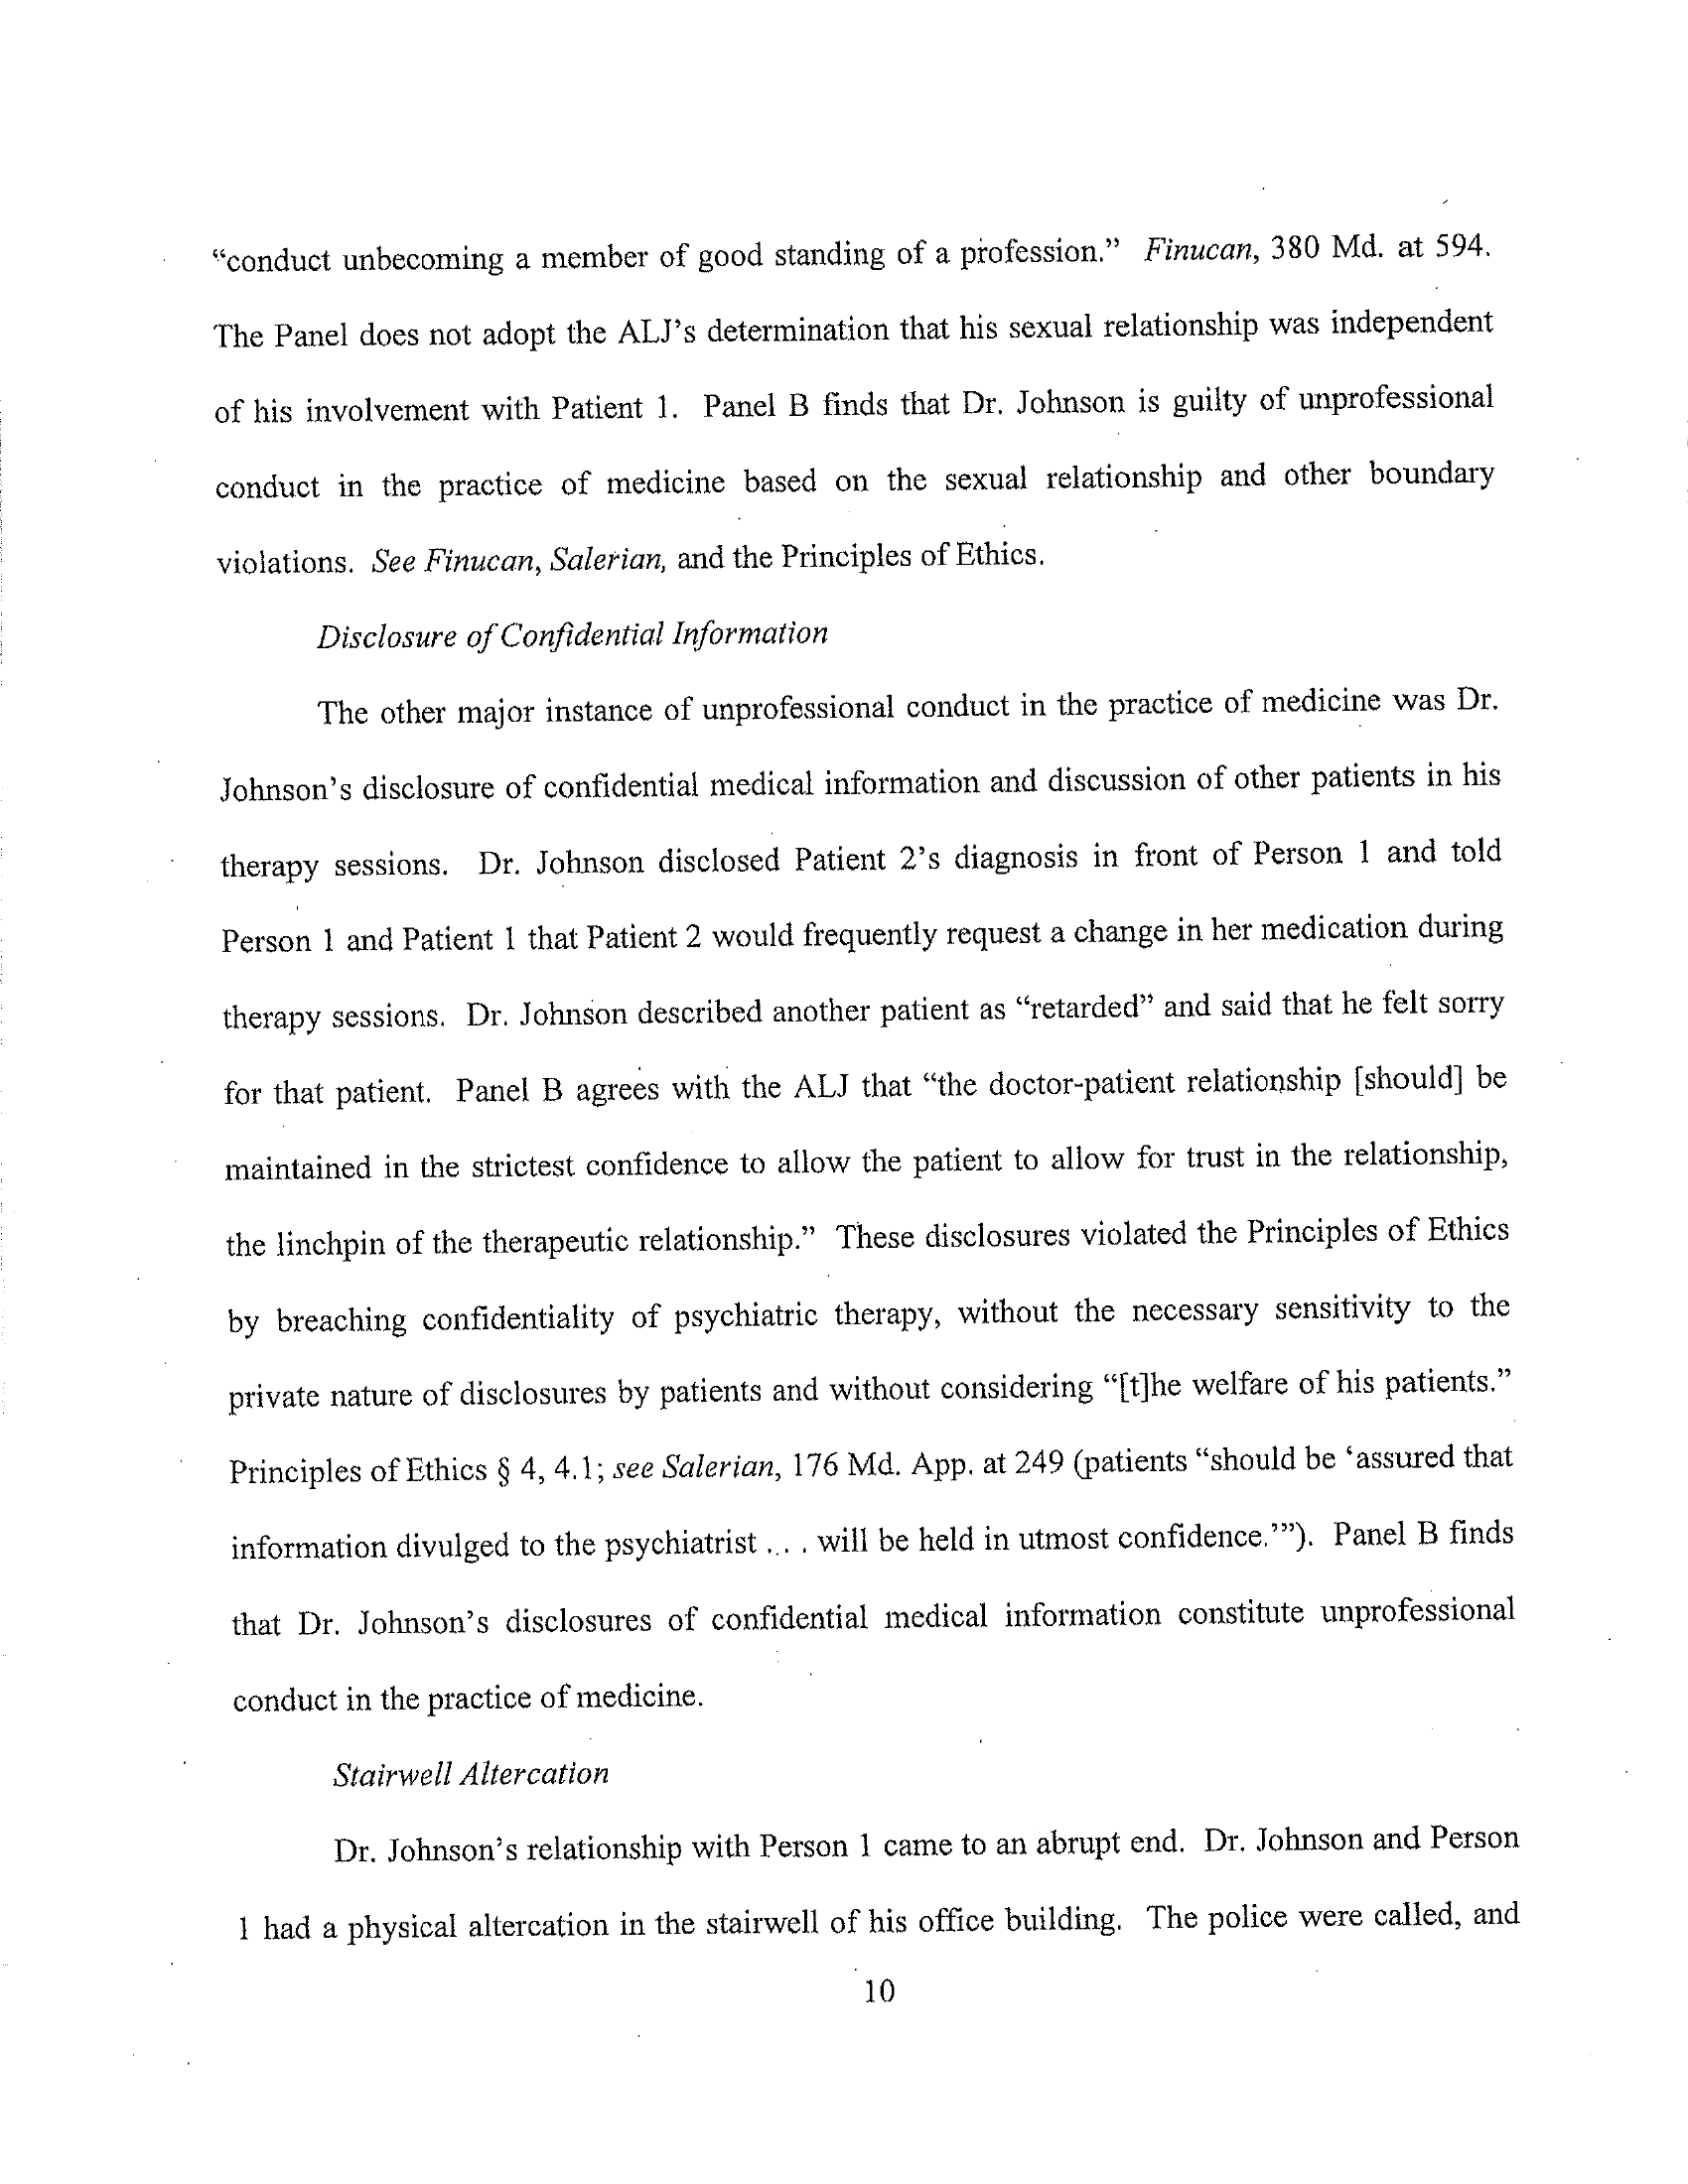 “conduct unbecoming a member of good standing of a profession.” Finucan, 380 Md. at 594.
The Panel does not adopt the ALJ’s determination that his sexual relationship was independent
of his involvement with Patient 1. Panel B finds that Dr. Johnson is guilty of unprofessional
conduct in the practice of medicine based on the sexual relationship and other boundary
violations. See Finucan, Salerian, and the Principles of Ethics.
Disclosure of Confidential Information
The other major instance of unprofessional conduct in the practice of medicine was Dr.
Johnson’s disclosure of confidential medical information and discussion of other patients in his
therapy sessions. Dr. Johnson disclosed Patient 2’s diagnosis in front of Person 1 and told
Person 1 and Patient 1 that Patient 2 would frequently request a change in her medication during
therapy sessions. Dr. Johnson described another patient as “retarded” and said that he felt sorry
for that patient. Panel B agrees with the ALJ that “the doctor-patient relationship [should] be
maintained in the strictest confidence to allow the patient to allow for trust in the relationship,
the linchpin of the therapeutic relationship.” These disclosures violated the Principles of Ethics
by breaching confidentiality of psychiatric therapy, without the necessary sensitivity to the
private nature of disclosures by patients and without considering “[t]he welfare of his patients.”
Principles of Ethics § 4, 4.1; see Salerian, 176 Md. App. at 249 (patients “should be ‘assured that
information divulged to the psychiatrist . . . will be held in utmost confidence.’”). Panel B finds
that Dr. Johnson’s disclosures of confidential medical information constitute unprofessional
conduct in the practice of medicine.
Stairwell Altercation
Dr. Johnson’s relationship with Person 1 came to an abrupt end. Dr. Johnson and Person
1 had a physical altercation in the stairwell of his office building. The police were called, and
10